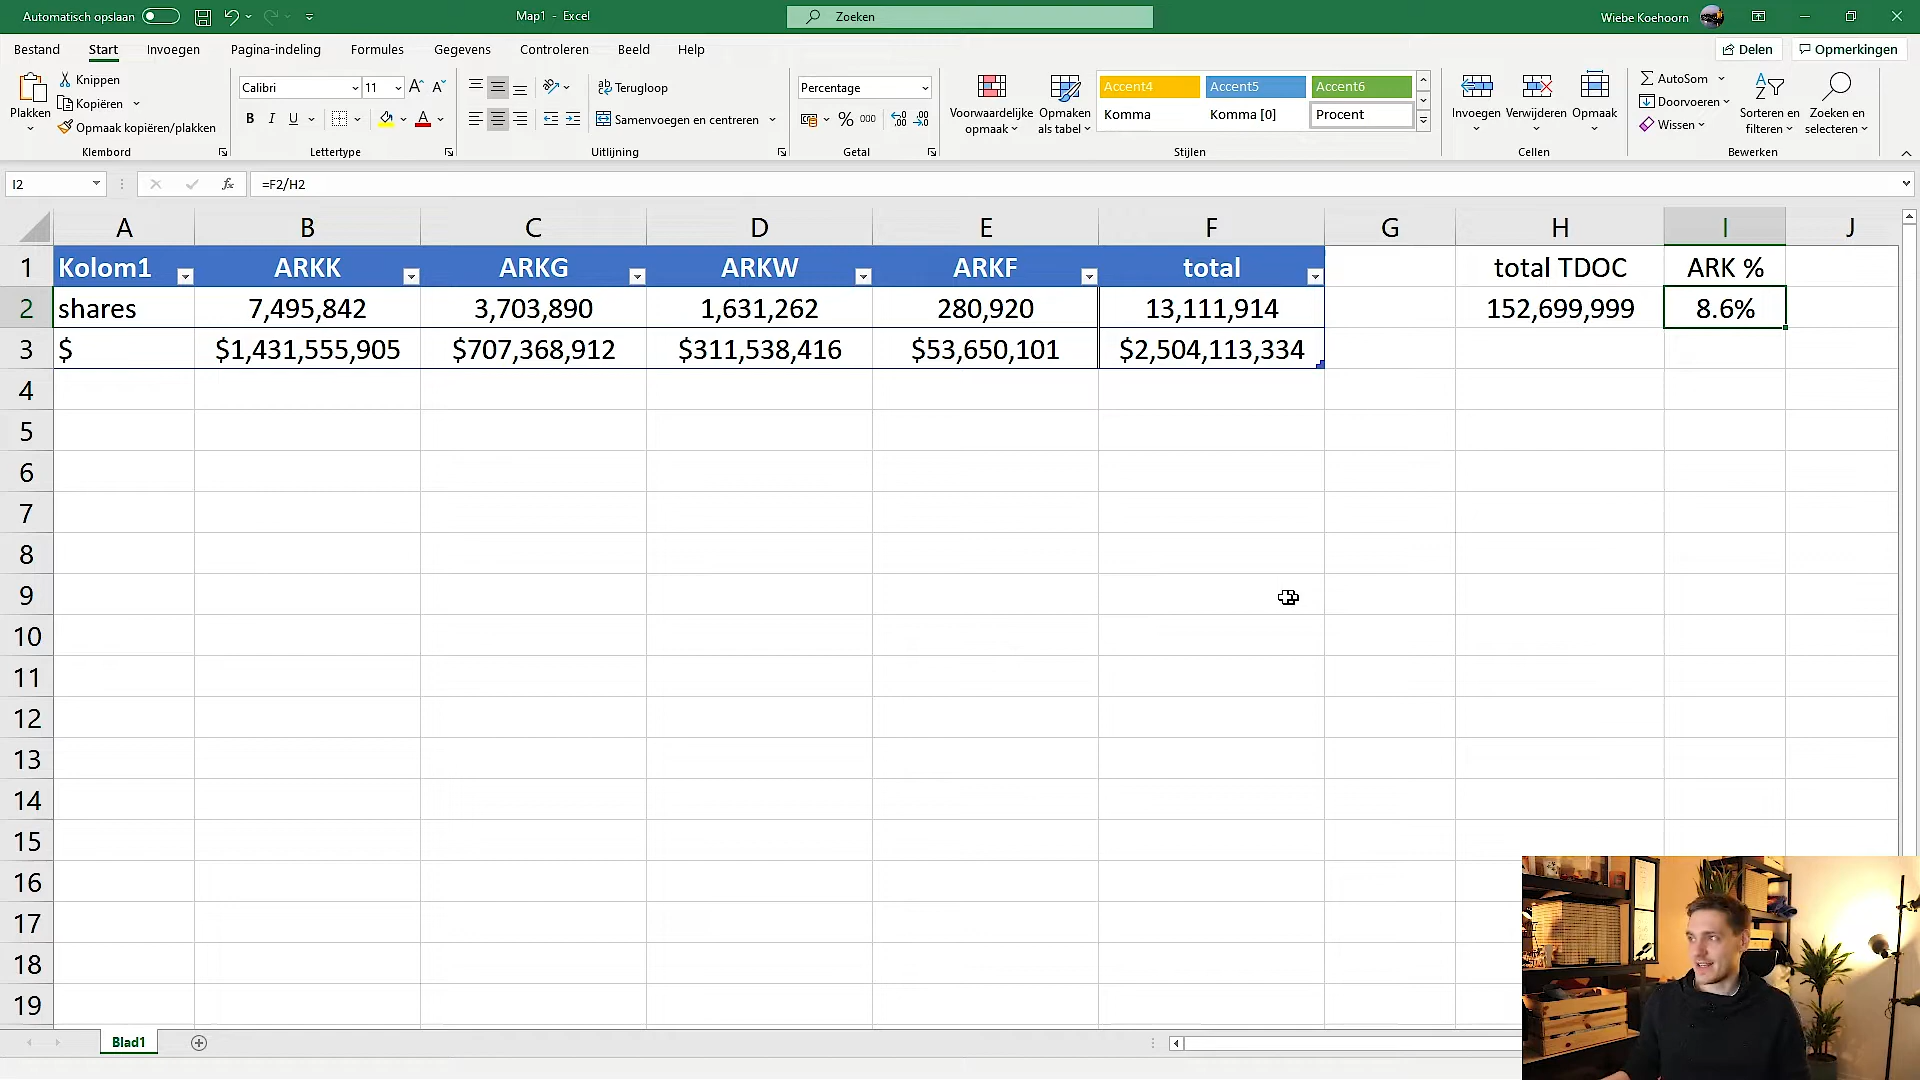 Automatisch opslaan
Map1 - Excel
Zoeken
Wiebe Koehoorn
Bestand Start Invoegen Pagina-indeling Formules Gegevens Controleren Beeld Help
Delen Opmerkingen
Plakken
Knippen
Kopiëren
Opmaak kopiëren/plakken
Klembord
Calibri 11
B I U
Lettertype
Terugloop
Samenvoegen en centreren
Uitlijning
Percentage
% 000
Getal
Voorwaardelijke opmaak
Opmaken als tabel
Accent4 Accent5 Accent6
Komma Komma [0] Procent
Stijlen
Invoegen Verwijderen Opmaak
Cellen
AutoSom
Doorvoeren
Wissen
Sorteren en filteren
Zoeken en selecteren
Bewerken
I2 fx =F2/H2
A B C D E F G H I J
1 Kolom1 ARKK ARKG ARKW ARKF total total TDOC ARK %
2 shares 7,495,842 3,703,890 1,631,262 280,920 13,111,914 152,699,999 8.6%
3 $ $1,431,555,905 $707,368,912 $311,538,416 $53,650,101 $2,504,113,334
4
5
6
7
8
9
10
11
12
13
14
15
16
17
18
19
Blad1